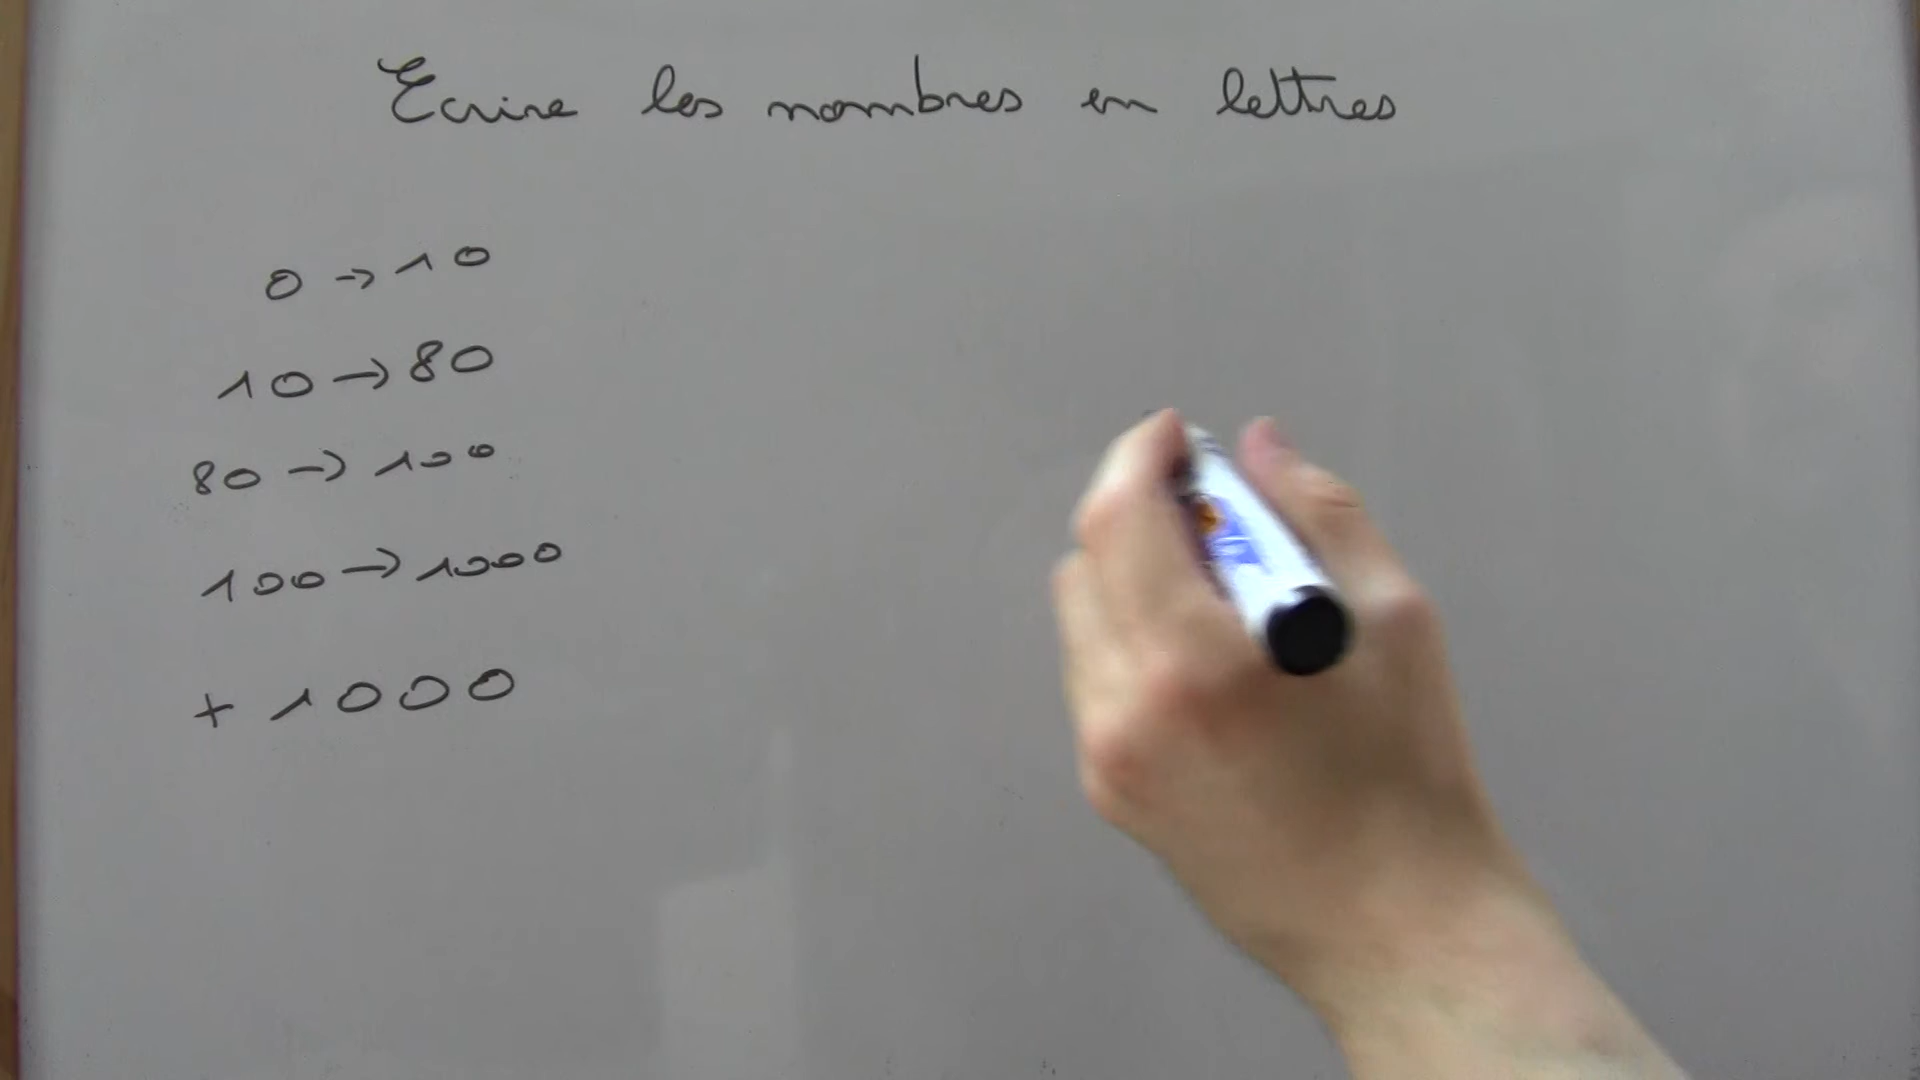 Ecrire les nombres en lettres
0 → 10
10 → 80
80 → 100
100 → 1000
+ 1000